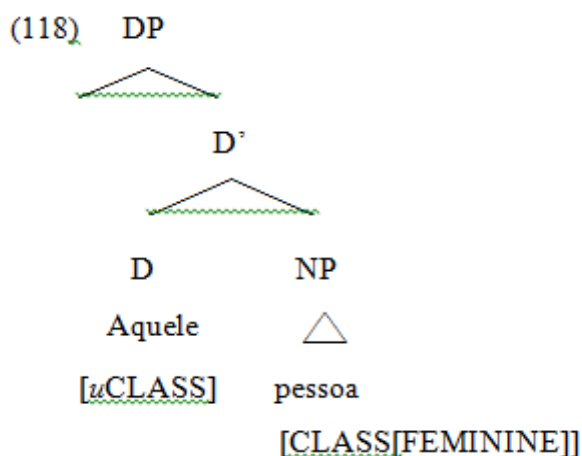 (118) DP
D’
D NP
Aquele
[uCLASS] pessoa
[CLASS[FEMININE]]